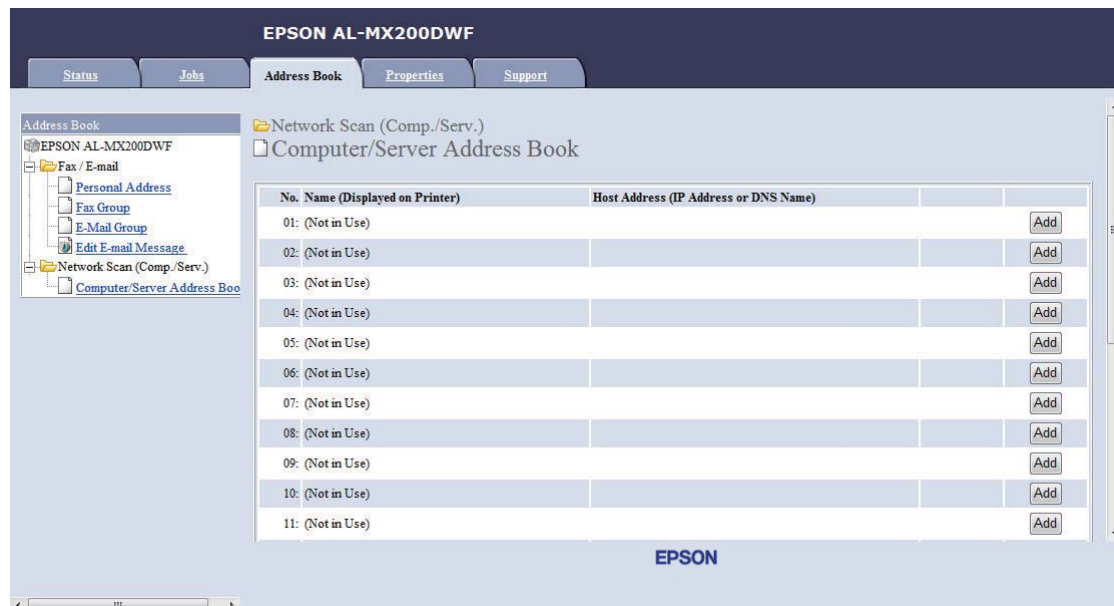 EPSON AL-MX200DWF
Status Jobs Address Book Properties Support
Address Book
EPSON AL-MX200DWF
Fax / E-mail
Personal Address
Fax Group
E-Mail Group
Edit E-mail Message
Network Scan (Comp./Serv.)
Computer/Server Address Boo
Network Scan (Comp./Serv.)
Computer/Server Address Book
No. Name (Displayed on Printer) Host Address (IP Address or DNS Name)
01: (Not in Use) Add
02: (Not in Use) Add
03: (Not in Use) Add
04: (Not in Use) Add
05: (Not in Use) Add
06: (Not in Use) Add
07: (Not in Use) Add
08: (Not in Use) Add
09: (Not in Use) Add
10: (Not in Use) Add
11: (Not in Use) Add
EPSON